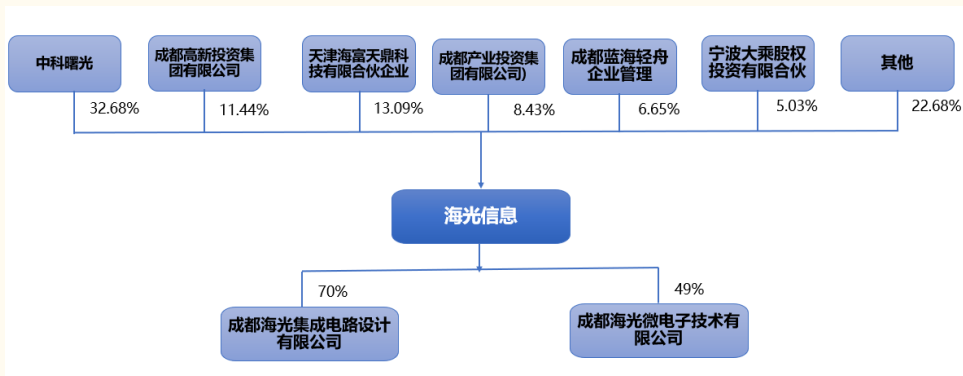 中科曙光
成都高新投资集
团有限公司
天津海富天鼎科
技有限合伙企业
成都产业投资集
团有限公司)
成都蓝海轻舟
企业管理
宁波大乘股权
投资有限合伙
其他
32.68%
11.44%
13.09%
8.43%
6.65%
5.03%
22.68%
海光信息
70%
49%
成都海光集成电路设计
有限公司
成都海光微电子技术有
限公司